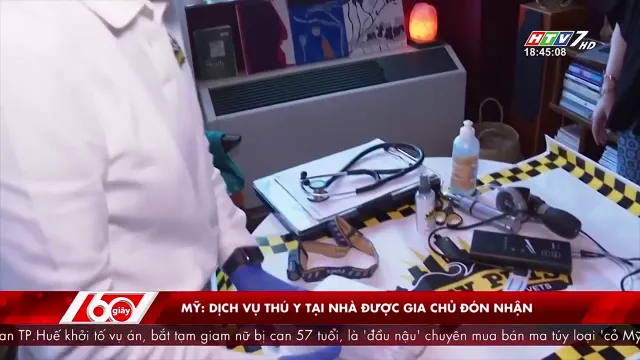 HTV7HD
18:45:08
VETS
60 giây
MỸ: DỊCH VỤ THÚ Y TẠI NHÀ ĐƯỢC GIA CHỦ ĐÓN NHẬN
an TP.Huế khởi tố vụ án, bắt tạm giam nữ bị can 57 tuổi, là 'đầu nậu' chuyên mua bán ma túy loại 'cỏ Mỹ